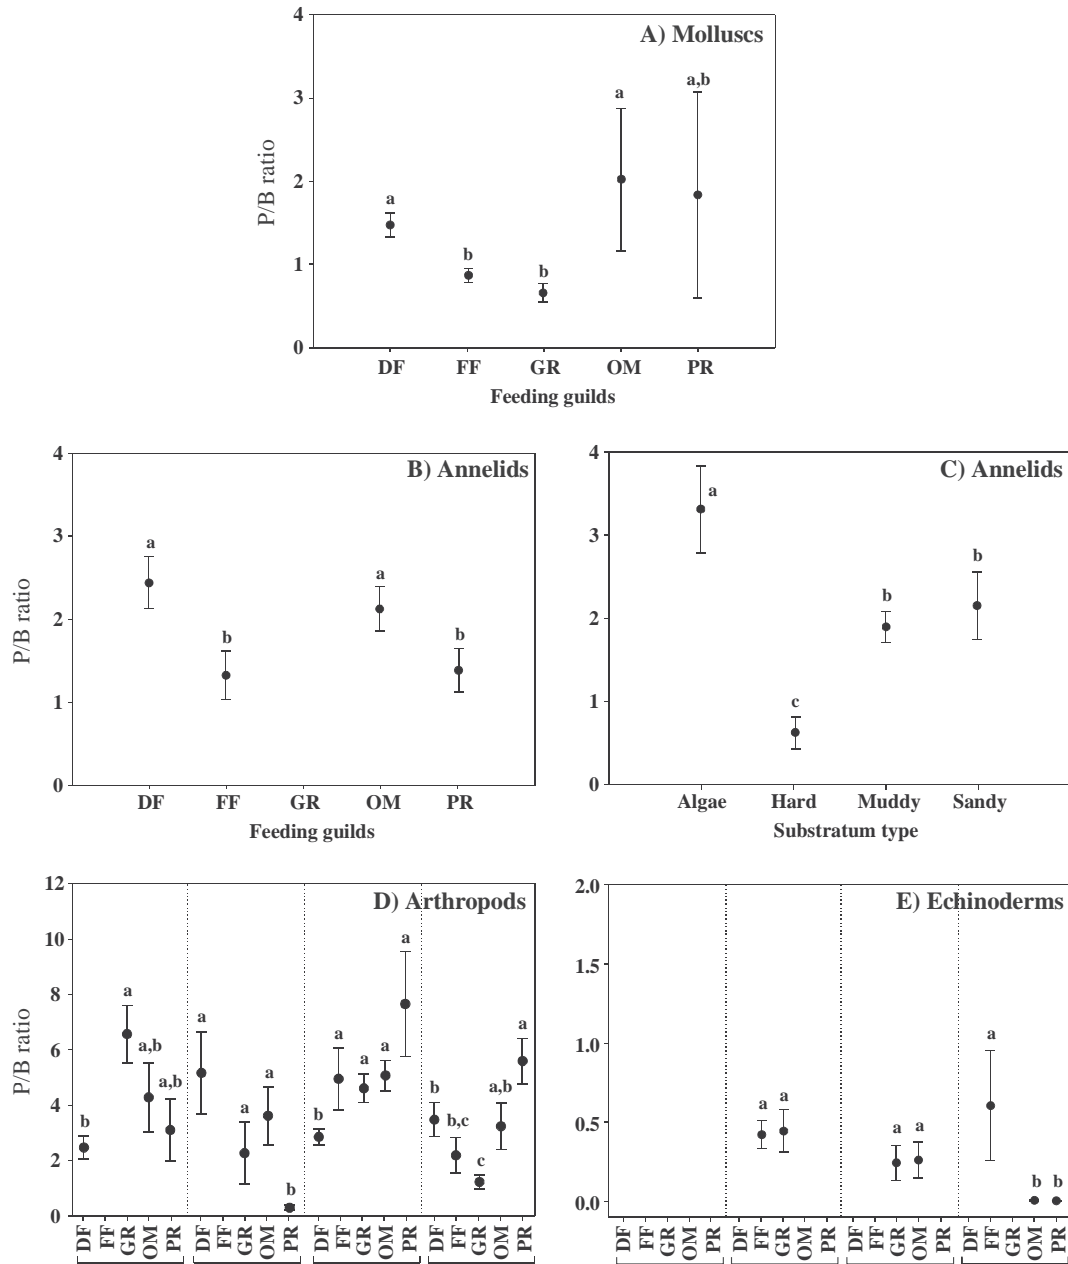 A) Molluscs
4
3
2
1
0
P/B ratio
a
b
b
a
a,b
DF FF GR OM PR
Feeding guilds
B) Annelids
4
3
2
1
0
P/B ratio
a
b
a
b
DF FF GR OM PR
Feeding guilds
C) Annelids
4
3
2
1
0
a
c
b
b
Algae Hard Muddy Sandy
Substratum type
D) Arthropods
12
10
8
6
4
2
0
P/B ratio
b
a
a,b
a,b
a
a
a
b
b
a
a
a
a
b
b,c
c
a,b
a
DF FF GR OM PR DF FF GR OM PR DF FF GR OM PR DF FF GR OM PR
E) Echinoderms
2.0
1.5
1.0
0.5
0.0
a
a
a
a
a
b
b
DF FF GR OM PR DF FF GR OM PR DF FF GR OM PR DF FF GR OM PR